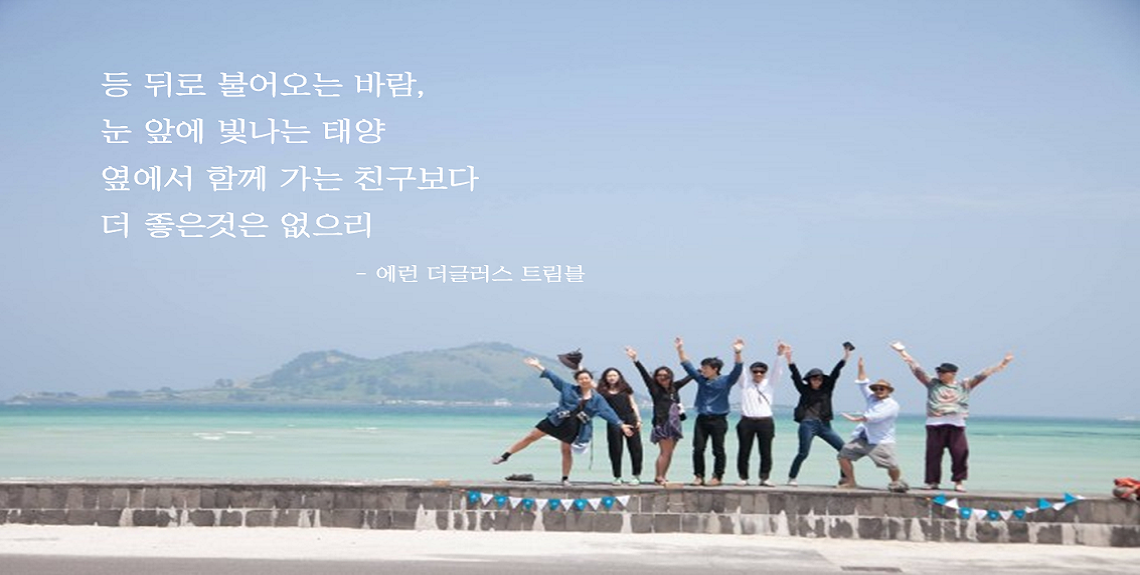 등 뒤로 불어오는 바람,
눈 앞에 빛나는 태양
옆에서 함께 가는 친구보다
더 좋은것은 없으리
- 에런 더글러스 트림블